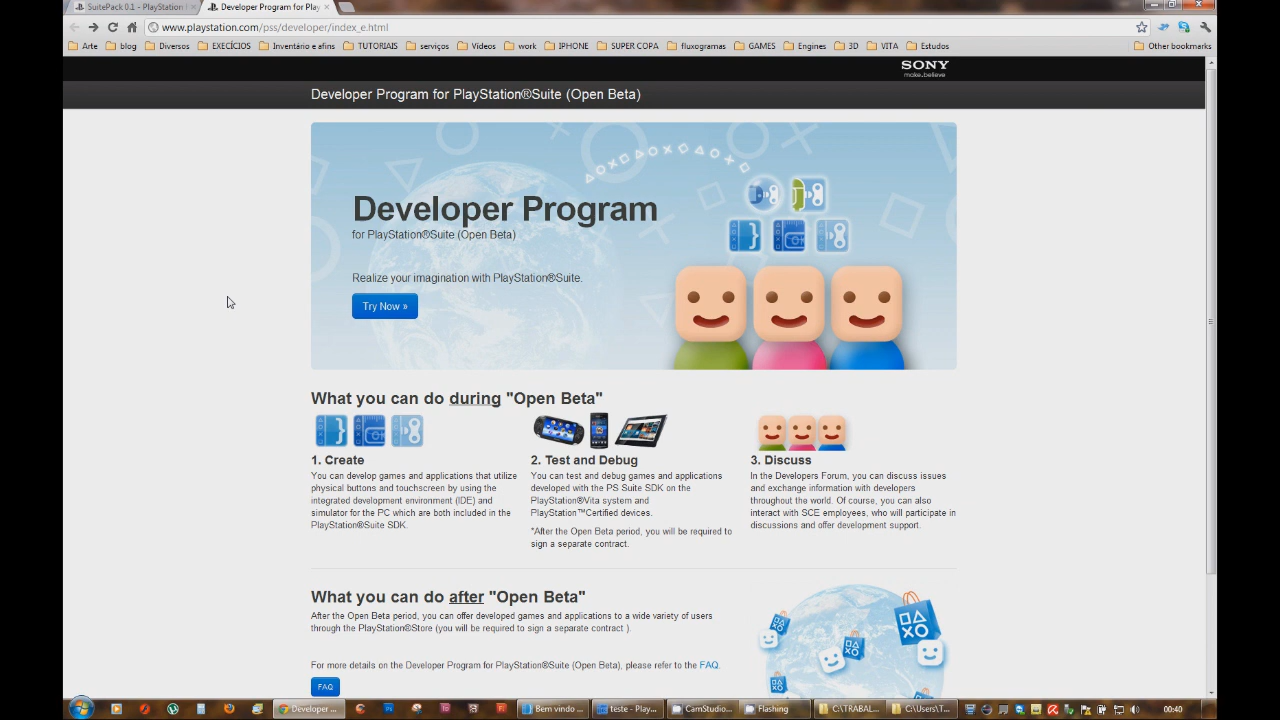 SuitePack 0.1 - PlayStation
Developer Program for Play
www.playstation.com/pss/developer/index_e.html
Arte
blog
Diversos
EXECÍCIOS
Inventário e afins
TUTORIAIS
serviços
Vídeos
work
IPHONE
SUPER COPA
fluxogramas
GAMES
Engines
3D
VITA
Estudos
Other bookmarks
SONY
make.believe
Developer Program for PlayStation®Suite (Open Beta)
Developer Program
for PlayStation®Suite (Open Beta)
Realize your imagination with PlayStation®Suite.
Try Now »
What you can do during "Open Beta"
1. Create
You can develop games and applications that utilize
physical buttons and touchscreen by using the
integrated development environment (IDE) and
simulator for the PC which are both included in the
PlayStation®Suite SDK.
2. Test and Debug
You can test and debug games and applications
developed with the PS Suite SDK on the
PlayStation®Vita system and
PlayStation™Certified devices.
*After the Open Beta period, you will be required to
sign a separate contract.
3. Discuss
In the Developers Forum, you can discuss issues
and exchange information with developers
throughout the world. Of course, you can also
interact with SCE employees, who will participate in
discussions and offer development support.
What you can do after "Open Beta"
After the Open Beta period, you can offer developed games and applications to a wide variety of users
through the PlayStation®Store (you will be required to sign a separate contract ).
For more details on the Developer Program for PlayStation®Suite (Open Beta), please refer to the FAQ.
FAQ
Developer ...
Bem vindo ...
teste - Play...
CamStudio...
Flashing
C:\TRABAL...
C:\Users\T...
00:40